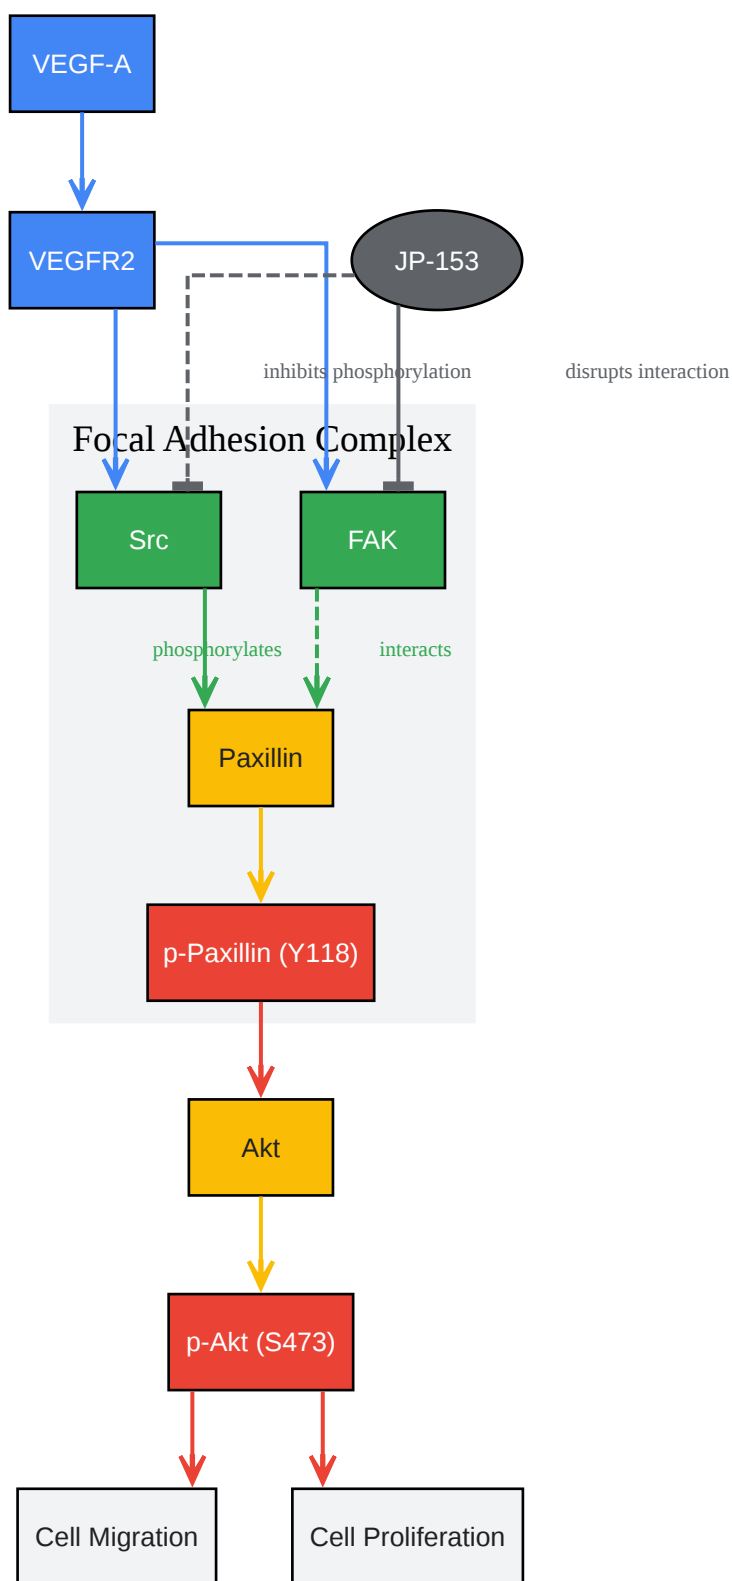 VEGF-A
VEGFR2
JP-153
inhibits phosphorylation
disrupts interaction
Focal Adhesion Complex
Src
FAK
phosphorylates
interacts
Paxillin
p-Paxillin (Y118)
Akt
p-Akt (S473)
Cell Migration
Cell Proliferation